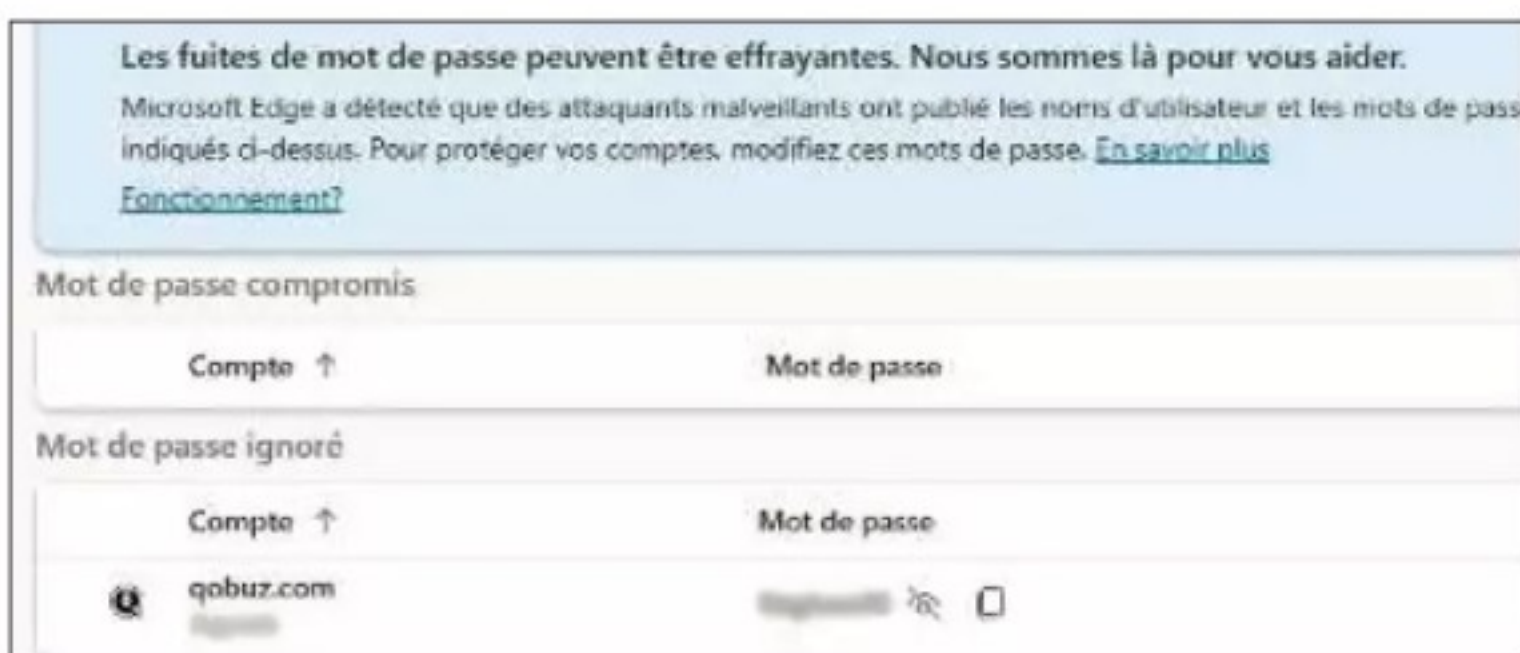 Les fuites de mot de passe peuvent être effrayantes. Nous sommes là pour vous aider.
Microsoft Edge a détecté que des attaquants malveillants ont publié les noms d'utilisateur et les mots de pass
indiqués ci-dessus. Pour protéger vos comptes, modifiez ces mots de passe. En savoir plus
Fonctionnement?
Mot de passe compromis
Compte ↑ Mot de passe
Mot de passe ignoré
Compte ↑ Mot de passe
qobuz.com